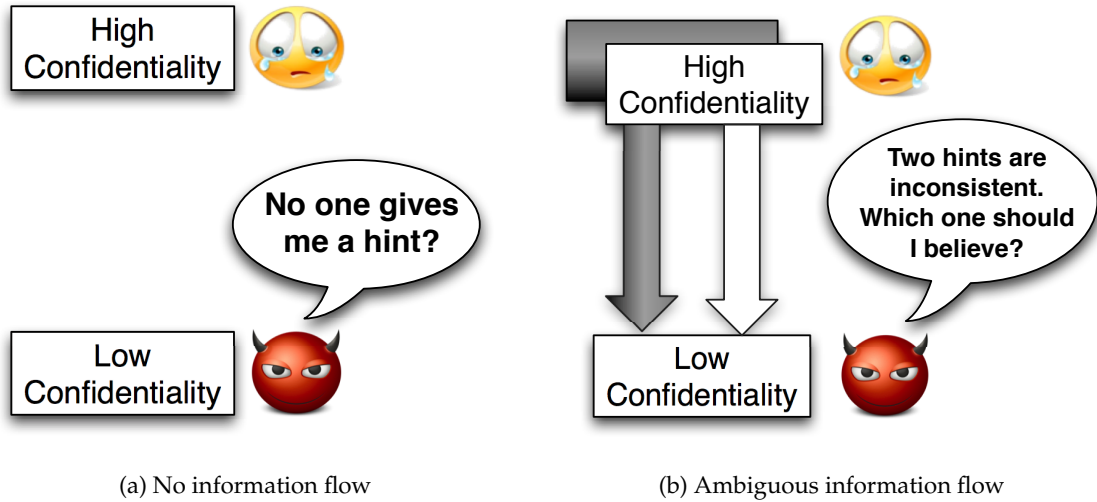 High
Confidentiality
No one gives
me a hint?
Low
Confidentiality
(a) No information flow
High
Confidentiality
Two hints are
inconsistent.
Which one should
I believe?
Low
Confidentiality
(b) Ambiguous information flow